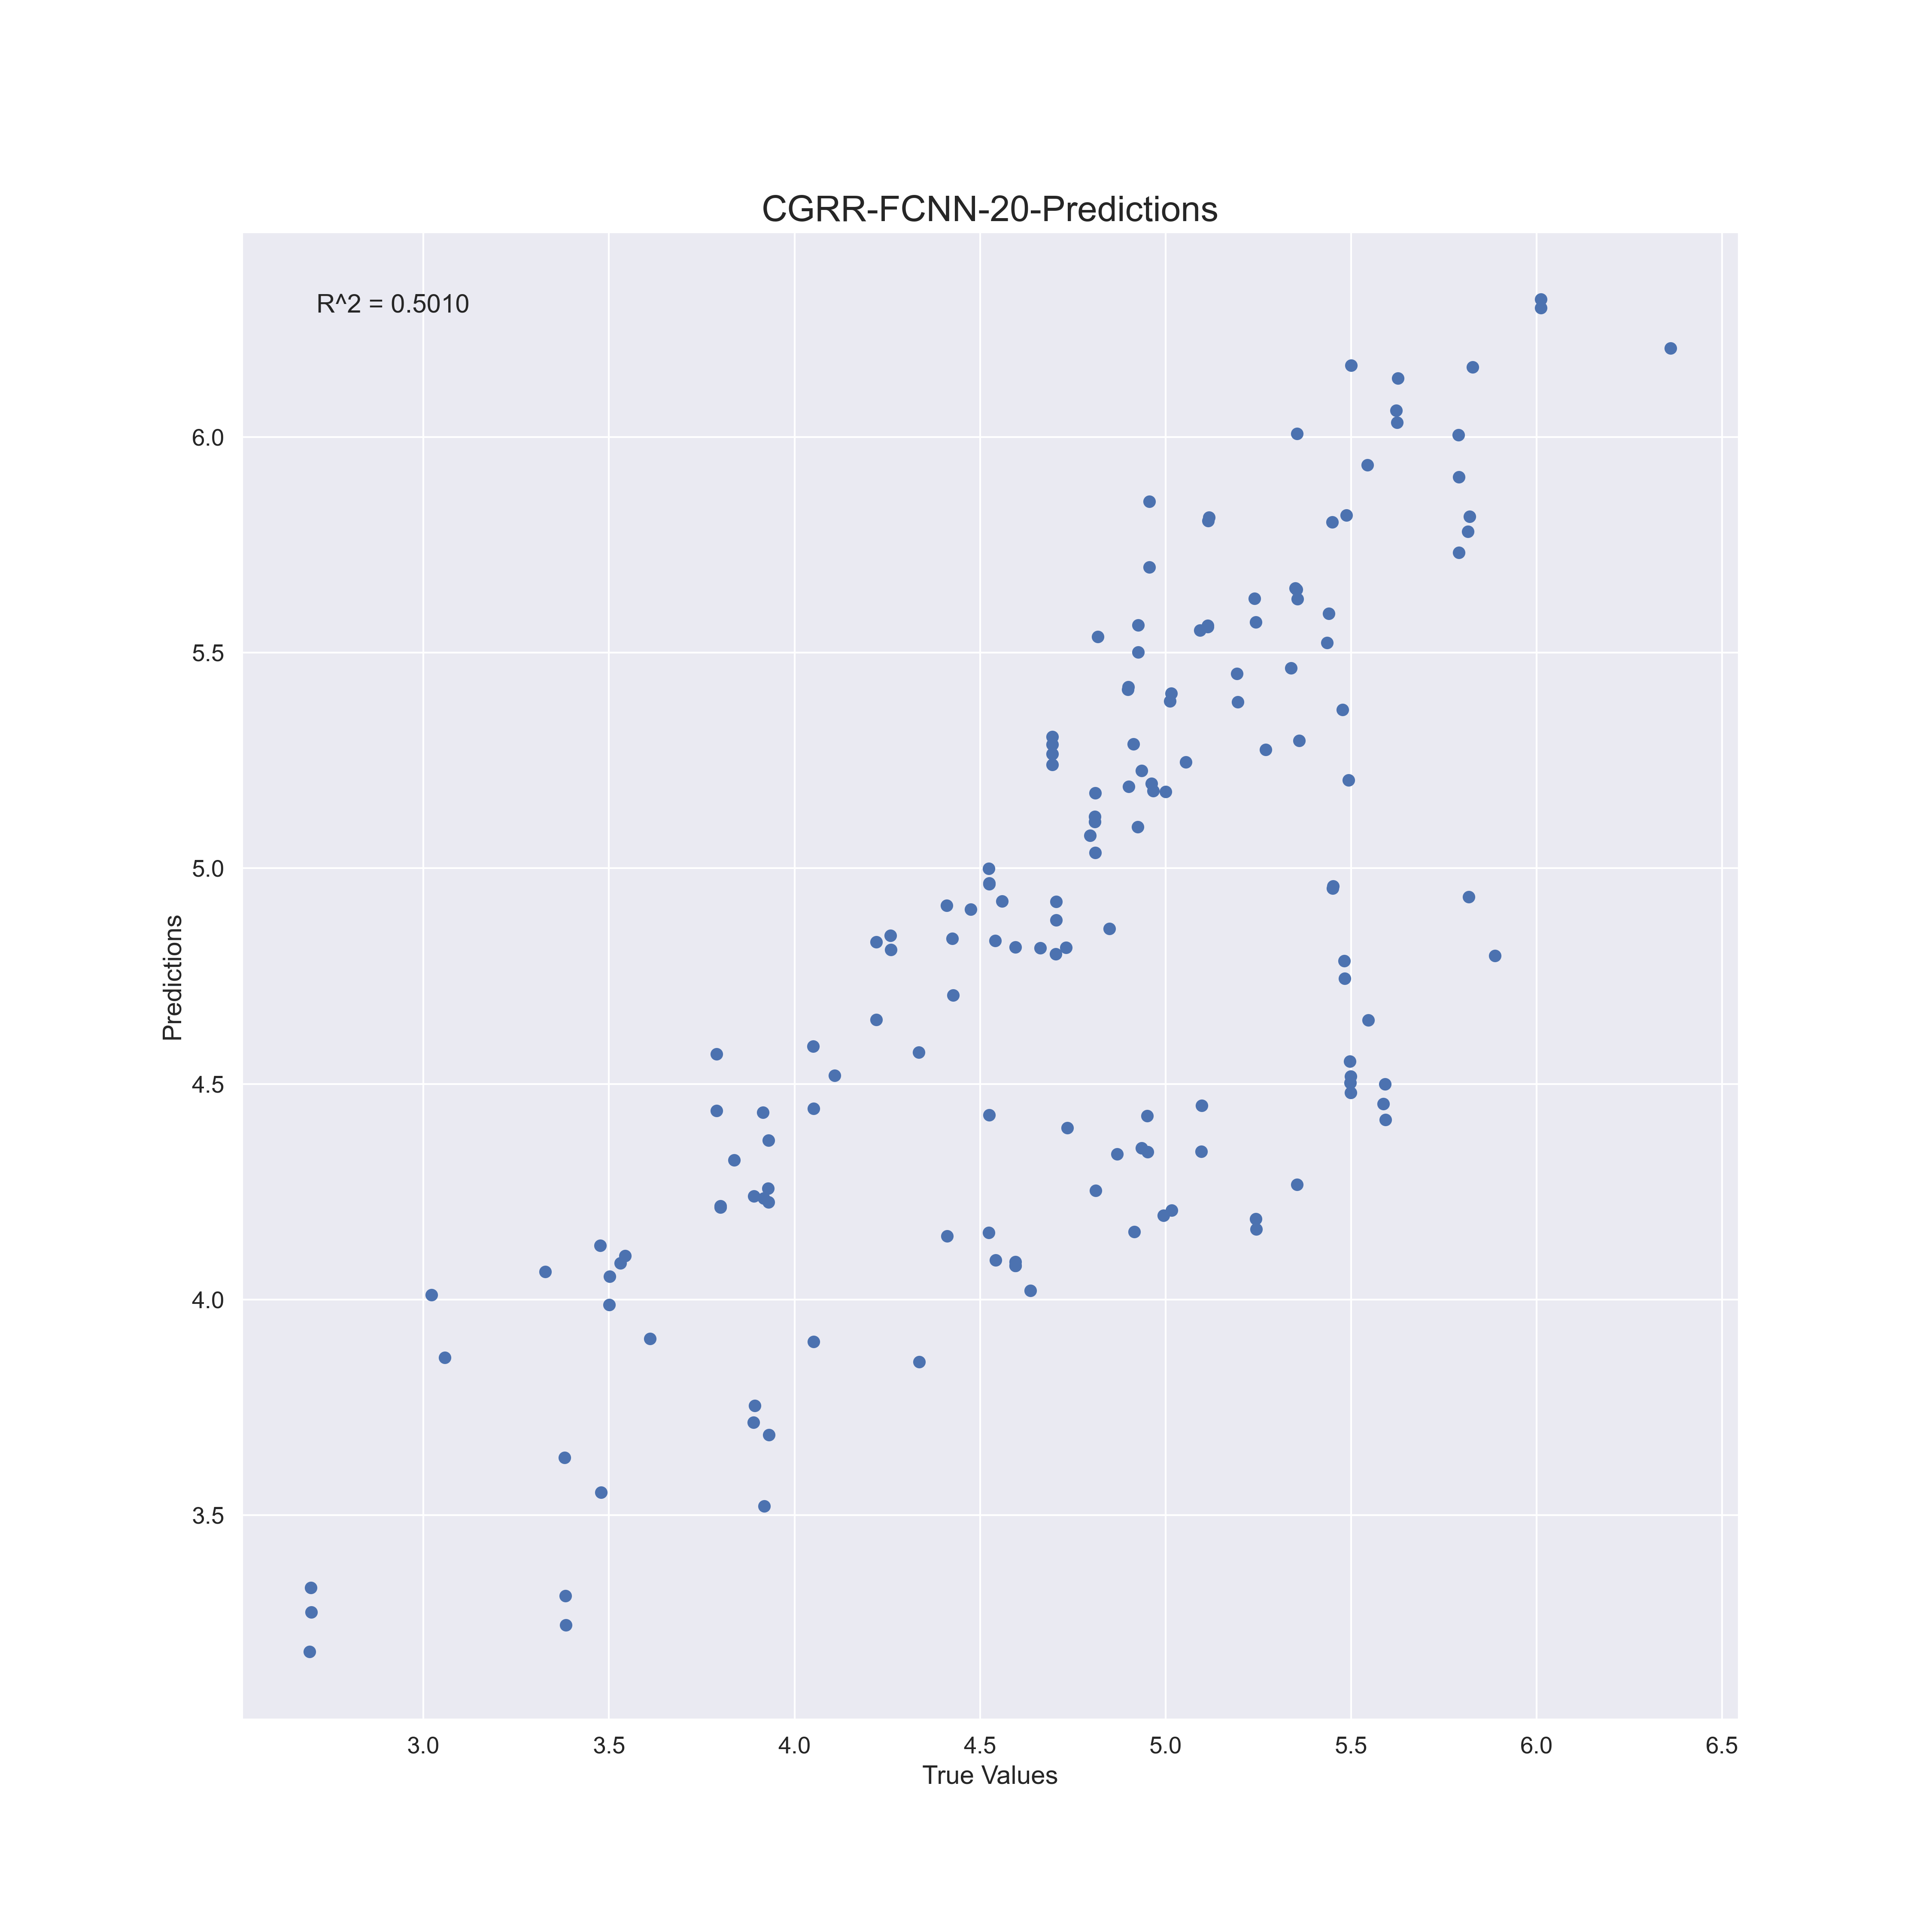 CGRR-FCNN-20-Predictions
R^2 = 0.5010
6.0
5.5
5.0
4.5
4.0
3.5
Predictions
3.0 3.5 4.0 4.5 5.0 5.5 6.0 6.5
True Values